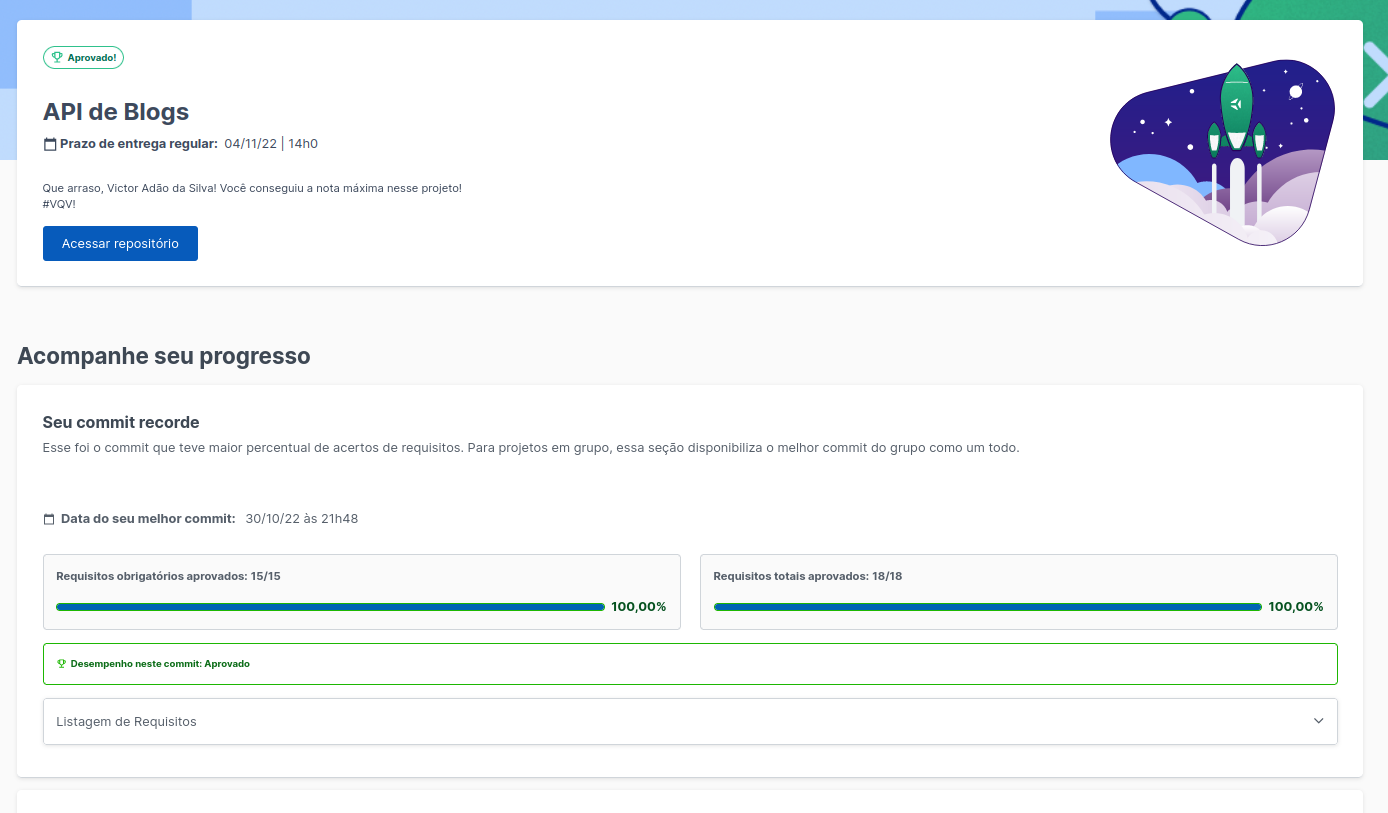 Aprovado!
API de Blogs
Prazo de entrega regular: 04/11/22 | 14h0
Que arraso, Victor Adão da Silva! Você conseguiu a nota máxima nesse projeto!
#VQV!
Acessar repositório
Acompanhe seu progresso
Seu commit recorde
Esse foi o commit que teve maior percentual de acertos de requisitos. Para projetos em grupo, essa seção disponibiliza o melhor commit do grupo como um todo.
Data do seu melhor commit: 30/10/22 às 21h48
Requisitos obrigatórios aprovados: 15/15
100,00%
Requisitos totais aprovados: 18/18
100,00%
Desempenho neste commit: Aprovado
Listagem de Requisitos